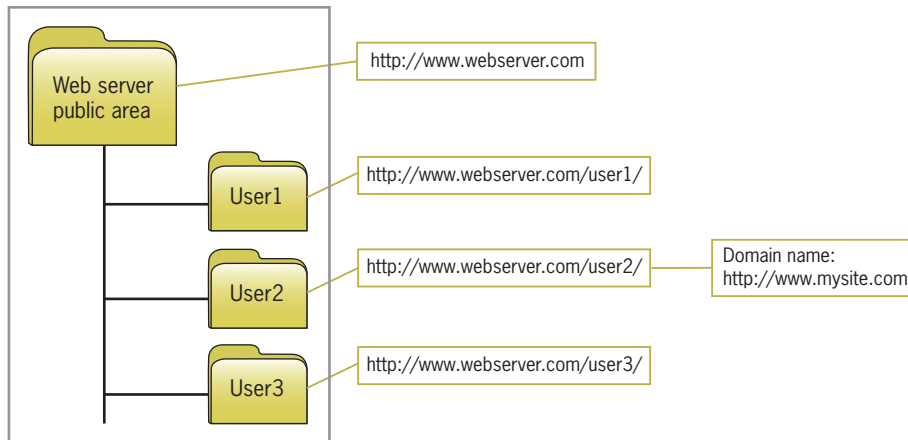 Web server
public area
http://www.webserver.com
User1
http://www.webserver.com/user1/
User2
http://www.webserver.com/user2/
Domain name:
http://www.mysite.com
User3
http://www.webserver.com/user3/